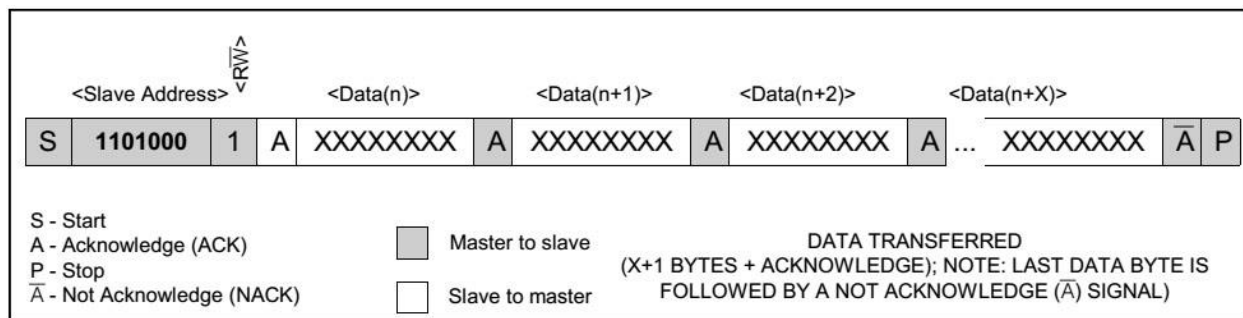 <RW̅>
<Slave Address> <Data(n)> <Data(n+1)> <Data(n+2)> <Data(n+X)>
S 1101000 1 A XXXXXXXX A XXXXXXXX A XXXXXXXX A ... XXXXXXXX A̅ P
S - Start
A - Acknowledge (ACK)
P - Stop
A̅ - Not Acknowledge (NACK)
Master to slave
Slave to master
DATA TRANSFERRED
(X+1 BYTES + ACKNOWLEDGE); NOTE: LAST DATA BYTE IS
FOLLOWED BY A NOT ACKNOWLEDGE (A̅) SIGNAL)